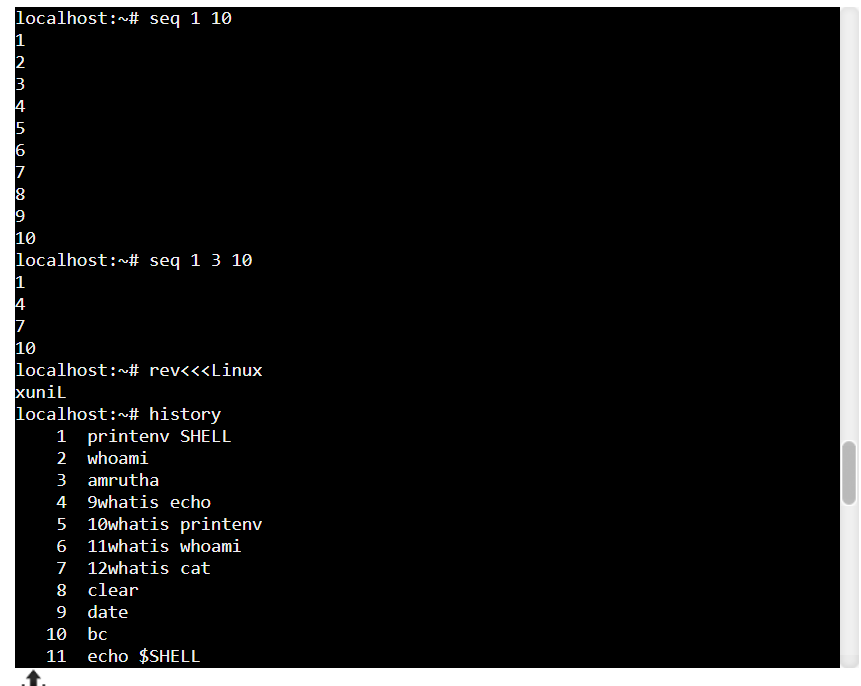 localhost:~# seq 1 10
1
2
3
4
5
6
7
8
9
10
localhost:~# seq 1 3 10
1
4
7
10
localhost:~# rev<<<Linux
xuniL
localhost:~# history
    1  printenv SHELL
    2  whoami
    3  amrutha
    4  9whatis echo
    5  10whatis printenv
    6  11whatis whoami
    7  12whatis cat
    8  clear
    9  date
   10  bc
   11  echo $SHELL